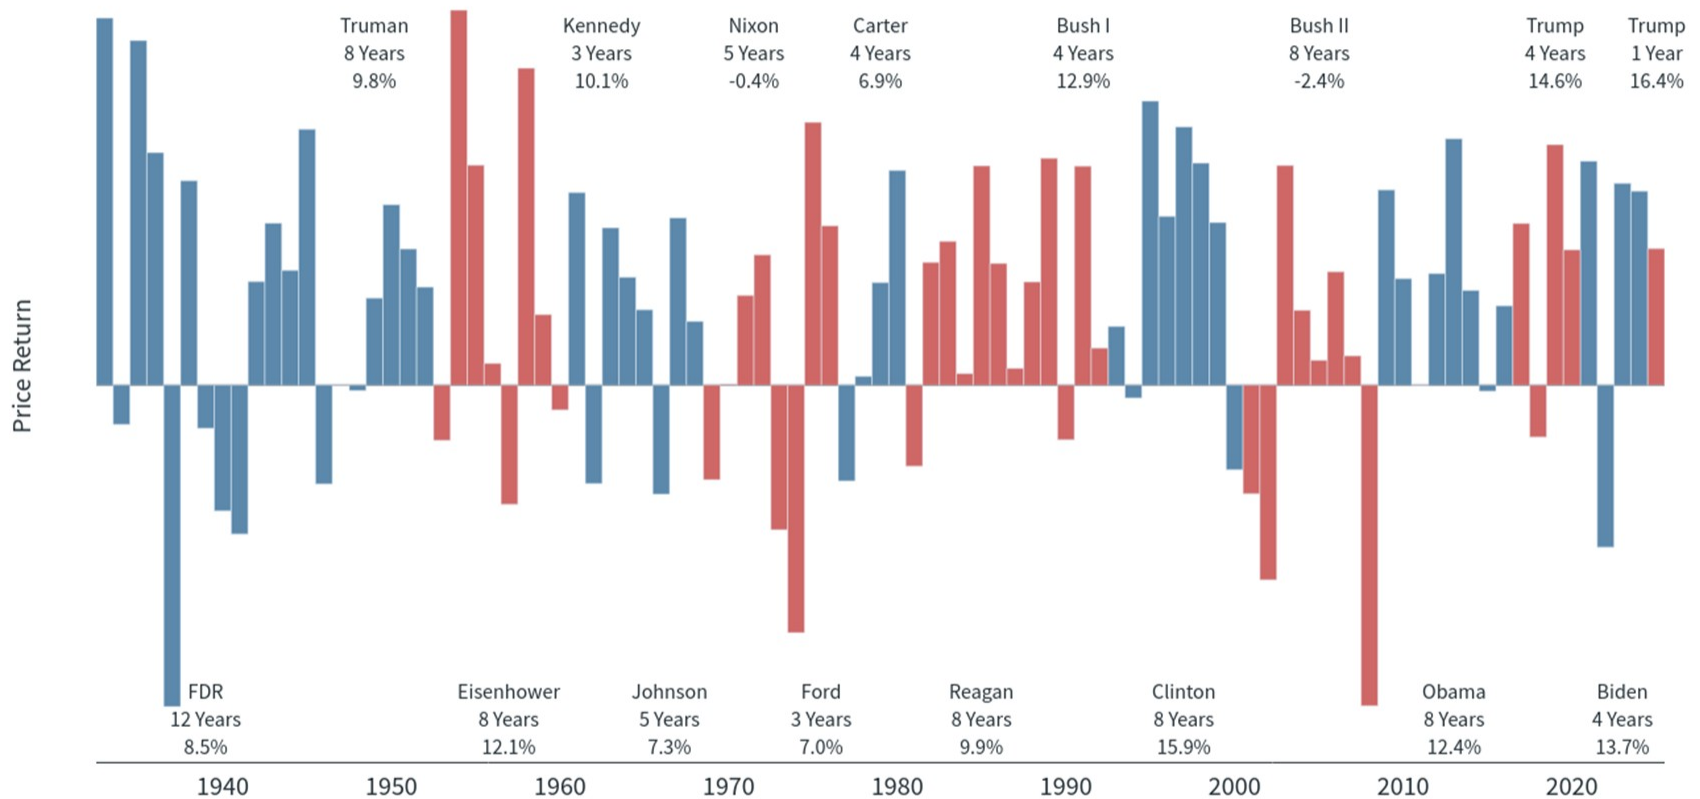 Truman
8 Years
9.8%
Kennedy
3 Years
10.1%
Nixon
5 Years
-0.4%
Carter
4 Years
6.9%
Bush I
4 Years
12.9%
Bush II
8 Years
-2.4%
Trump
4 Years
14.6%
Trump
1 Year
16.4%
Price Return
FDR
12 Years
8.5%
Eisenhower
8 Years
12.1%
Johnson
5 Years
7.3%
Ford
3 Years
7.0%
Reagan
8 Years
9.9%
Clinton
8 Years
15.9%
Obama
8 Years
12.4%
Biden
4 Years
13.7%
1940 1950 1960 1970 1980 1990 2000 2010 2020